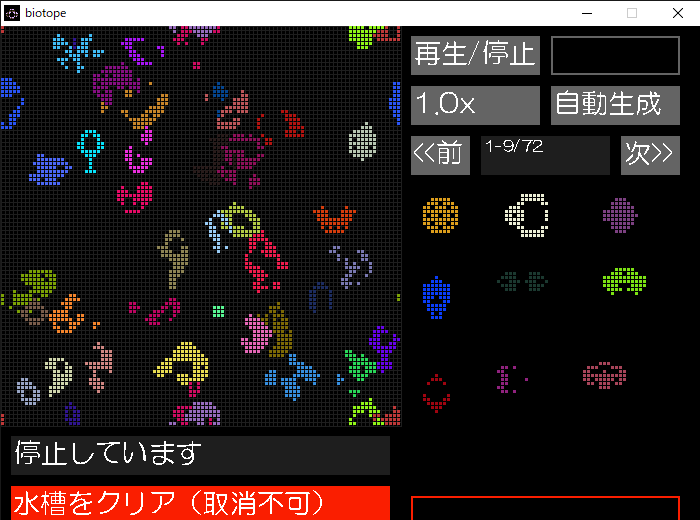 biotope
再生/停止
1.0x
自動生成
<<前
1-9/72
次>>
停止しています
水槽をクリア（取消不可）